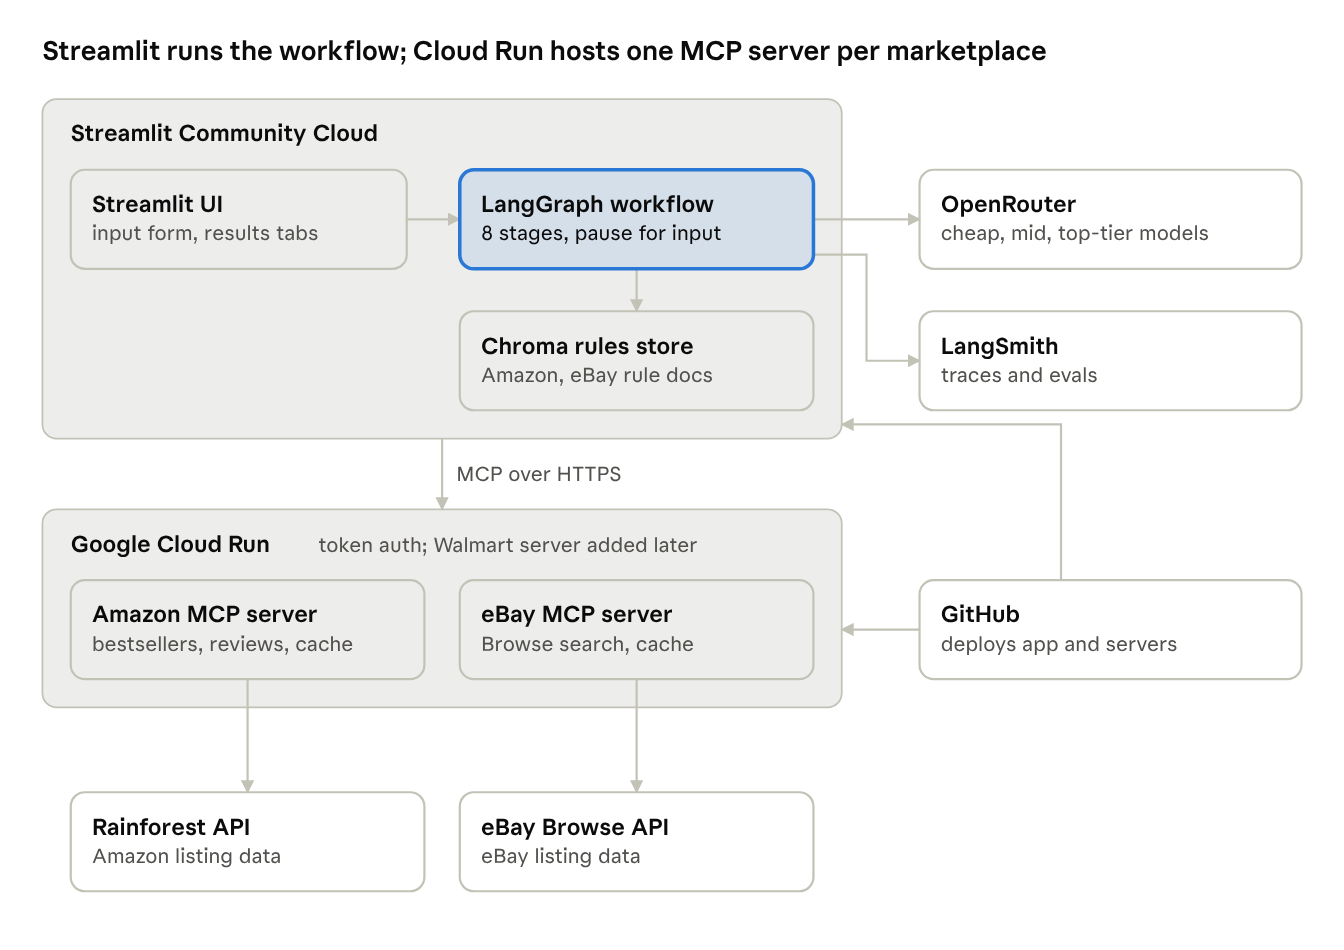 Streamlit runs the workflow; Cloud Run hosts one MCP server per marketplace
Streamlit Community Cloud
Streamlit UI
input form, results tabs
LangGraph workflow
8 stages, pause for input
OpenRouter
cheap, mid, top-tier models
Chroma rules store
Amazon, eBay rule docs
LangSmith
traces and evals
MCP over HTTPS
Google Cloud Run
token auth; Walmart server added later
Amazon MCP server
bestsellers, reviews, cache
eBay MCP server
Browse search, cache
GitHub
deploys app and servers
Rainforest API
Amazon listing data
eBay Browse API
eBay listing data